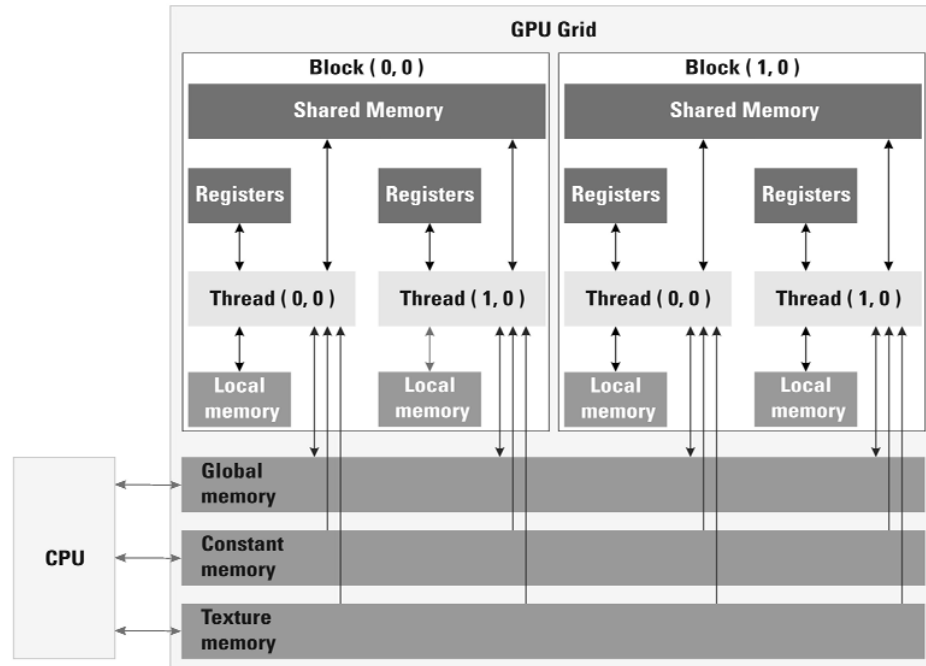 GPU Grid
Block ( 0, 0 )
Shared Memory
Registers
Registers
Thread ( 0, 0 )
Thread ( 1, 0 )
Local
memory
Local
memory
Block ( 1, 0 )
Shared Memory
Registers
Registers
Thread ( 0, 0 )
Thread ( 1, 0 )
Local
memory
Local
memory
CPU
Global
memory
Constant
memory
Texture
memory